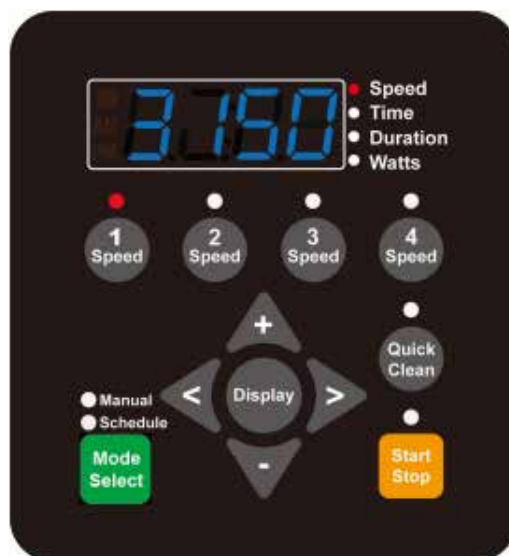 3150
Speed
Time
Duration
Watts
1
Speed
2
Speed
3
Speed
4
Speed
+
Quick
Clean
< Display >
Manual
Schedule
-
Mode
Select
Start
Stop